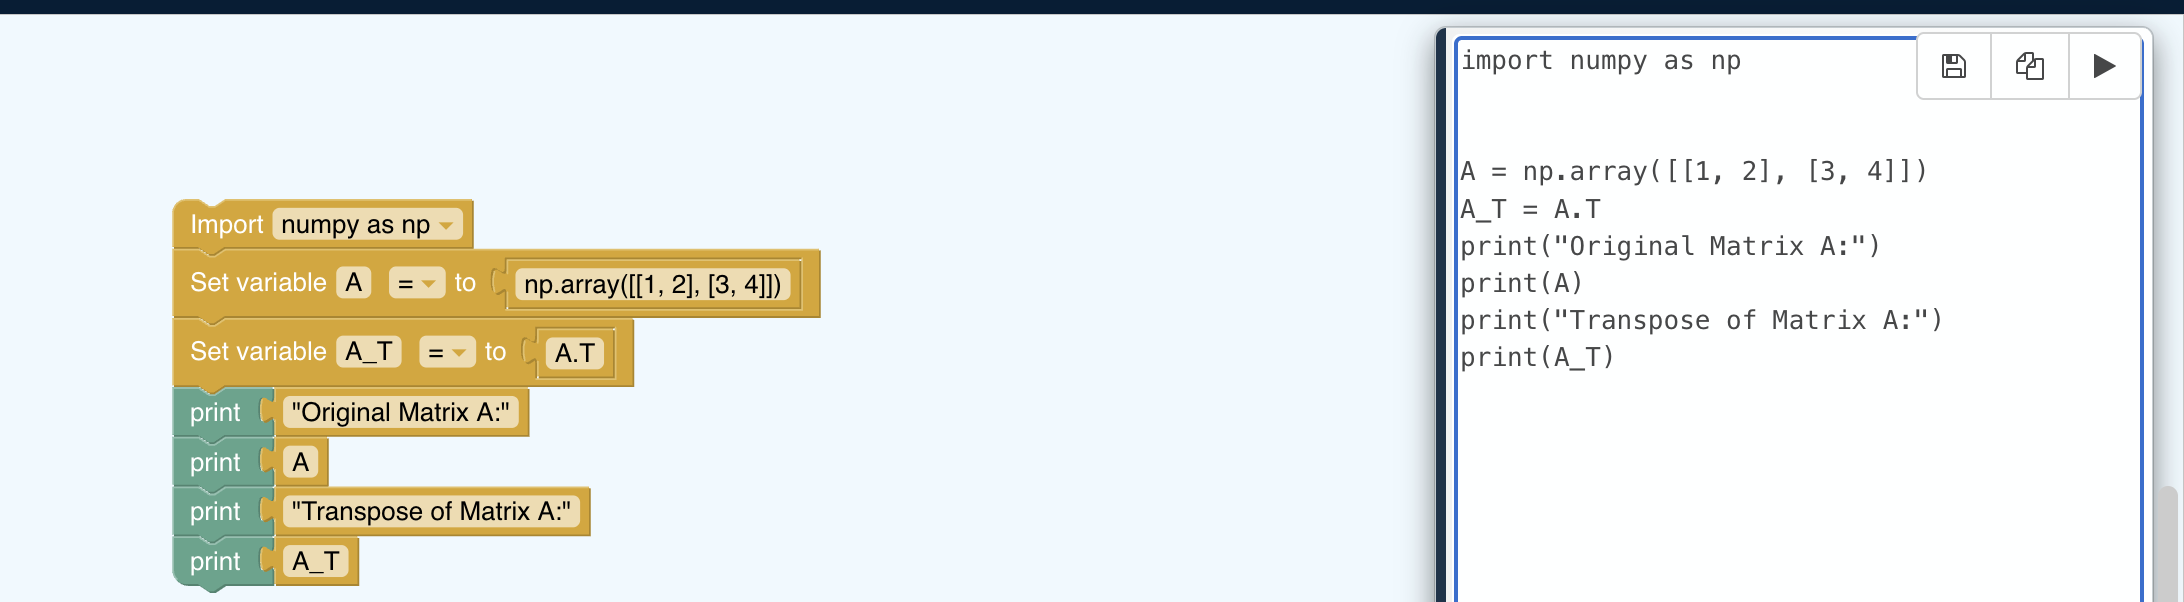 Import numpy as np
Set variable A = to np.array([[1, 2], [3, 4]])
Set variable A_T = to A.T
print "Original Matrix A:"
print A
print "Transpose of Matrix A:"
print A_T
import numpy as np
A = np.array([[1, 2], [3, 4]])
A_T = A.T
print("Original Matrix A:")
print(A)
print("Transpose of Matrix A:")
print(A_T)